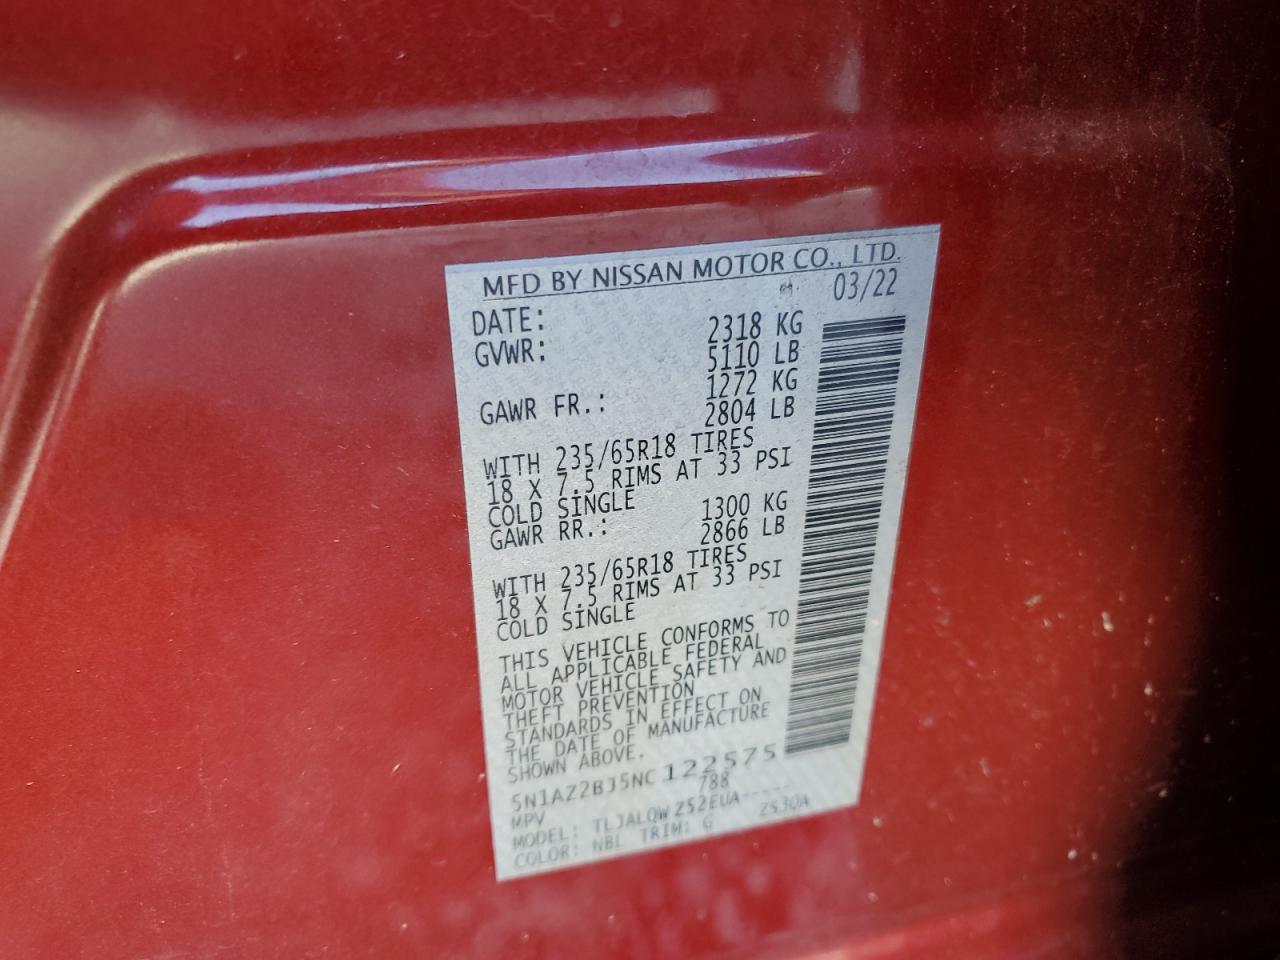 MFD BY NISSAN MOTOR CO., LTD.
DATE: 03/22
GVWR: 2318 KG
5110 LB
GAWR FR.: 1272 KG
2804 LB
WITH 235/65R18 TIRES
18 X 7.5 RIMS AT 33 PSI
COLD SINGLE
GAWR RR.: 1300 KG
2866 LB
WITH 235/65R18 TIRES
18 X 7.5 RIMS AT 33 PSI
COLD SINGLE
THIS VEHICLE CONFORMS TO
ALL APPLICABLE FEDERAL
MOTOR VEHICLE SAFETY AND
THEFT PREVENTION
STANDARDS IN EFFECT ON
THE DATE OF MANUFACTURE
SHOWN ABOVE.
5N1AZ2BJ5NC122575
MPV 788
MODEL: TLJALQWZS2EUA-----
COLOR: NBL TRIM: G ZS3QA